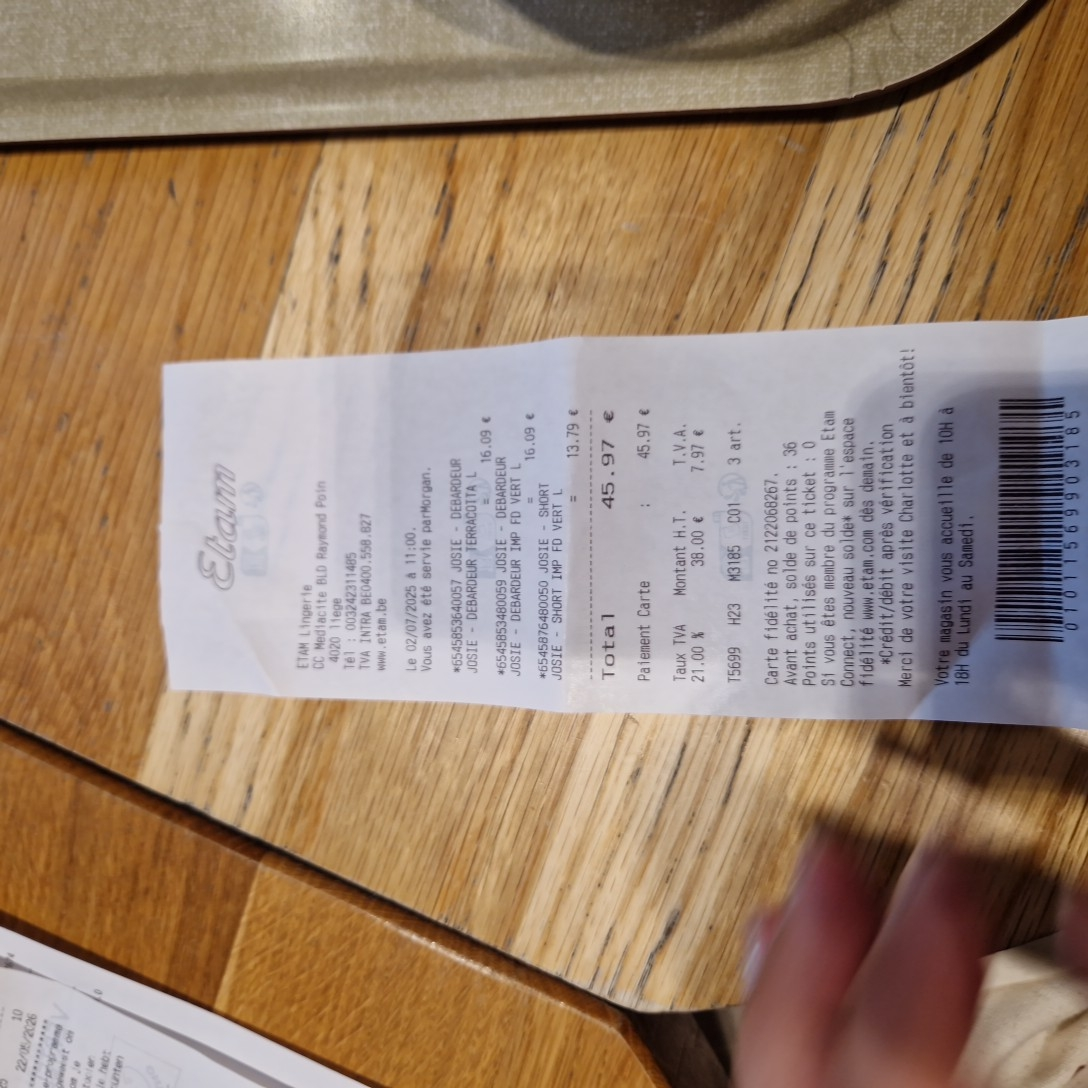 Etam
ETAM Lingerie
CC Mediacite BLD Raymond Poin
4020 liege
Tél : 003242311485
TVA INTRA BE0400.558.827
www.etam.be
Le 02/07/2025 à 11:00.
Vous avez été servie parMorgan.
*6545853640057 JOSIE - DEBARDEUR
JOSIE - DEBARDEUR TERRACOTTA L
= 16.09 €
*6545853480059 JOSIE - DEBARDEUR
JOSIE - DEBARDEUR IMP FD VERT L
= 16.09 €
*6545876480050 JOSIE - SHORT
JOSIE - SHORT IMP FD VERT L
= 13.79 €
Total 45.97 €
Paiement Carte : 45.97 €
Taux TVA Montant H.T. T.V.A.
21.00 % 38.00 € 7.97 €
T5699 H23 M3185 C01 3 art.
Carte fidélité no 2122068267.
Avant achat, solde de points : 36
Points utilisés sur ce ticket : 0
Si vous êtes membre du programme Etam
Connect, nouveau solde* sur l'espace
fidélité www.etam.com dès demain.
*Crédit/débit après vérification
Merci de votre visite Charlotte et à bientôt!
Votre magasin vous accueille de 10H à
18H du Lundi au Samedi.
01011569903185
10
22/05/2026